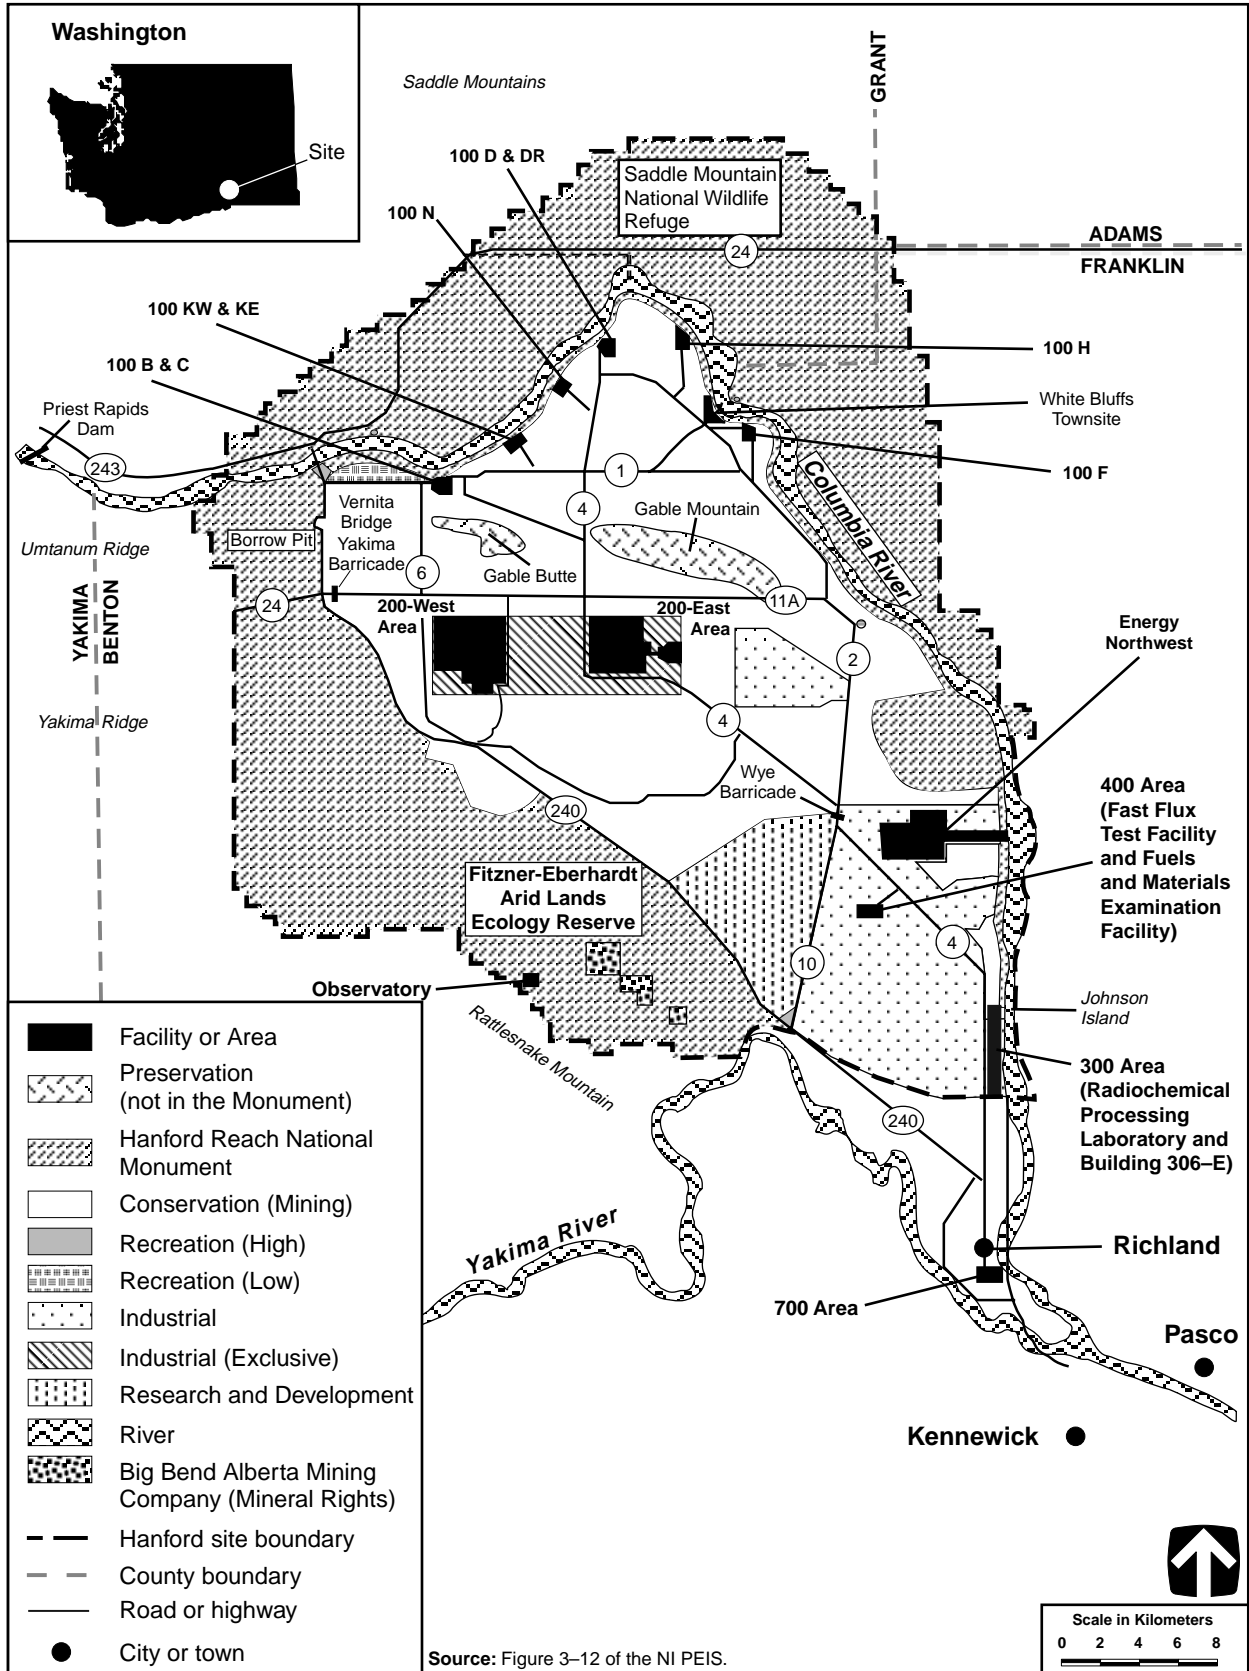 Washington
Site
Saddle Mountains
GRANT
100 D & DR
Saddle Mountain
National Wildlife
Refuge
100 N
24
ADAMS
FRANKLIN
100 KW & KE
100 H
100 B & C
White Bluffs
Townsite
Priest Rapids
Dam
243
100 F
1
Columbia River
4
Vernita
Bridge
Yakima
Barricade
Gable Mountain
Borrow Pit
Umtanum Ridge
6
Gable Butte
YAKIMA
BENTON
24
11A
200-West
Area
200-East
Area
Energy
Northwest
2
Yakima Ridge
4
Wye
Barricade
400 Area
(Fast Flux
Test Facility
and Fuels
and Materials
Examination
Facility)
240
Fitzner-Eberhardt
Arid Lands
Ecology Reserve
4
10
Observatory
Rattlesnake Mountain
Johnson
Island
300 Area
(Radiochemical
Processing
Laboratory and
Building 306–E)
240
Yakima River
Richland
700 Area
Pasco
Kennewick
Facility or Area
Preservation
(not in the Monument)
Hanford Reach National
Monument
Conservation (Mining)
Recreation (High)
Recreation (Low)
Industrial
Industrial (Exclusive)
Research and Development
River
Big Bend Alberta Mining
Company (Mineral Rights)
Hanford site boundary
County boundary
Road or highway
City or town
Source: Figure 3–12 of the NI PEIS.
Scale in Kilometers
0 2 4 6 8